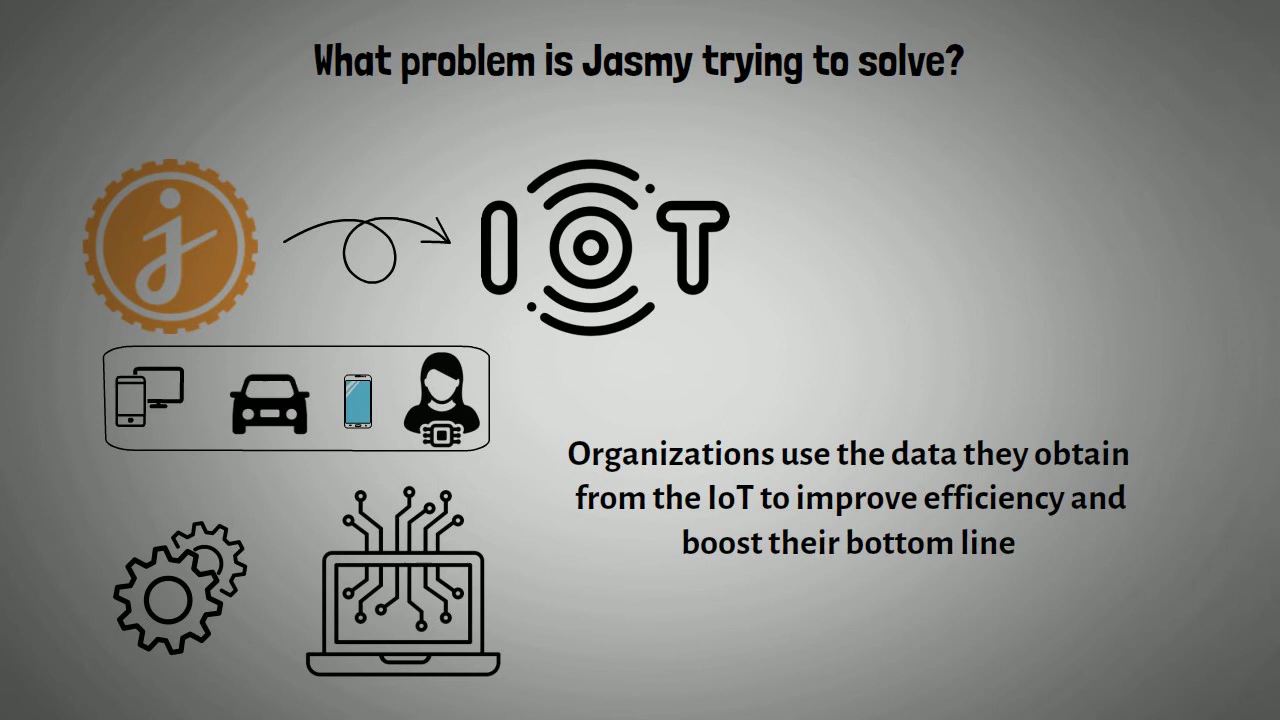 What problem is Jasmy trying to solve?
IOT
Organizations use the data they obtain
from the IoT to improve efficiency and
boost their bottom line